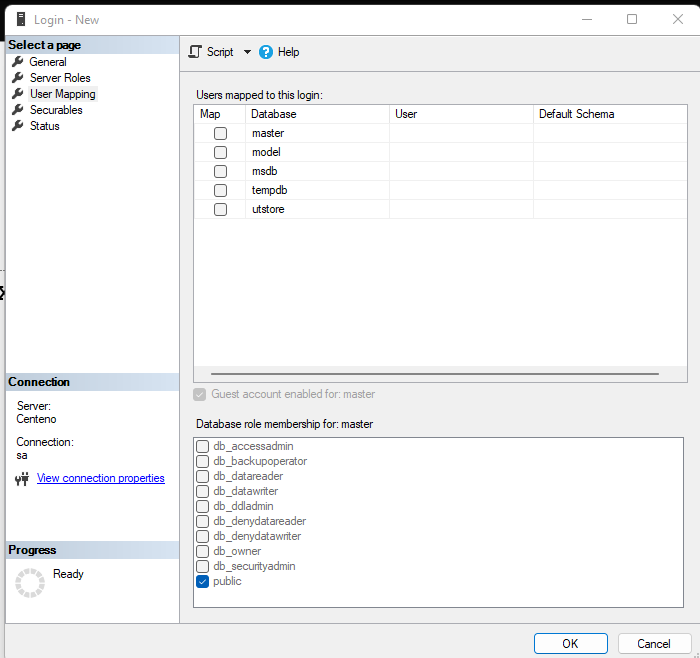 Login - New
Select a page
General
Server Roles
User Mapping
Securables
Status
Script
Help
Users mapped to this login:
Map Database User Default Schema
master
model
msdb
tempdb
utstore
Guest account enabled for: master
Database role membership for: master
db_accessadmin
db_backupoperator
db_datareader
db_datawriter
db_ddladmin
db_denydatareader
db_denydatawriter
db_owner
db_securityadmin
public
Connection
Server:
Centeno
Connection:
sa
View connection properties
Progress
Ready
OK Cancel